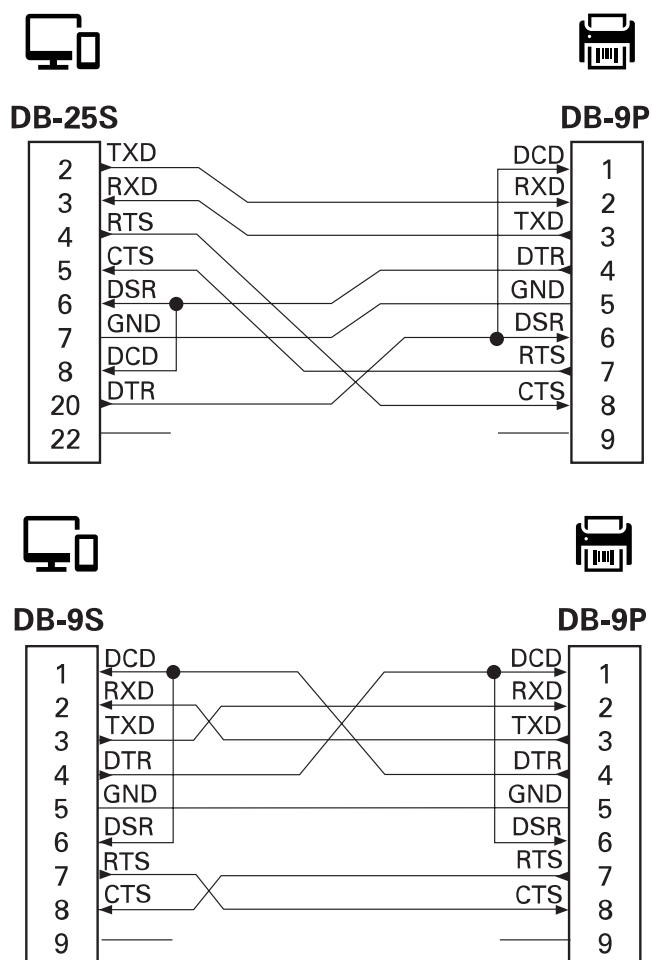 DB-25S DB-9P
2 TXD DCD 1
3 RXD RXD 2
4 RTS TXD 3
5 CTS DTR 4
6 DSR GND 5
7 GND DSR 6
8 DCD RTS 7
20 DTR CTS 8
22 9
DB-9S DB-9P
1 DCD DCD 1
2 RXD RXD 2
3 TXD TXD 3
4 DTR DTR 4
5 GND GND 5
6 DSR DSR 6
7 RTS RTS 7
8 CTS CTS 8
9 9